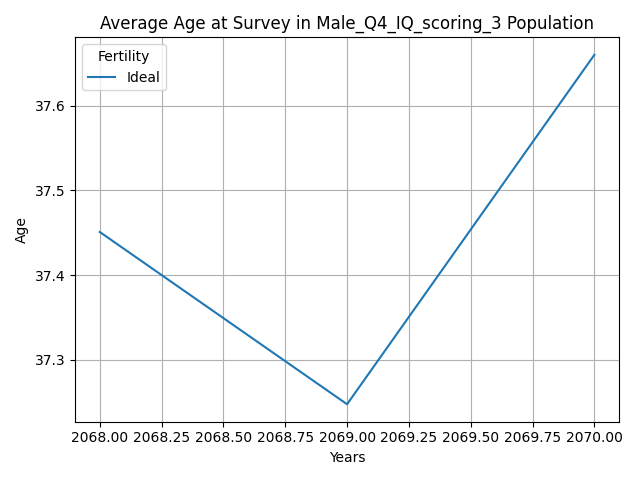 Average Age at Survey in Male_Q4_IQ_scoring_3 Population
Fertility
Ideal
37.6
37.5
37.4
37.3
Age
2068.00 2068.25 2068.50 2068.75 2069.00 2069.25 2069.50 2069.75 2070.00
Years